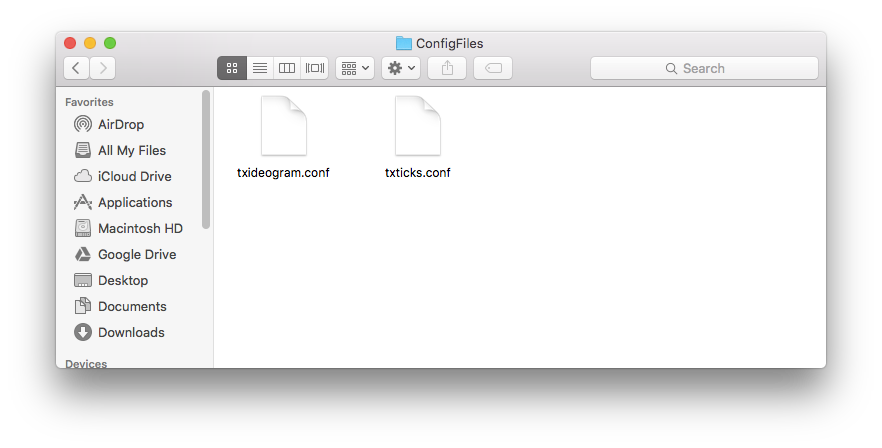 ConfigFiles
Search
Favorites
AirDrop
All My Files
iCloud Drive
Applications
Macintosh HD
Google Drive
Desktop
Documents
Downloads
Devices
txideogram.conf
txticks.conf